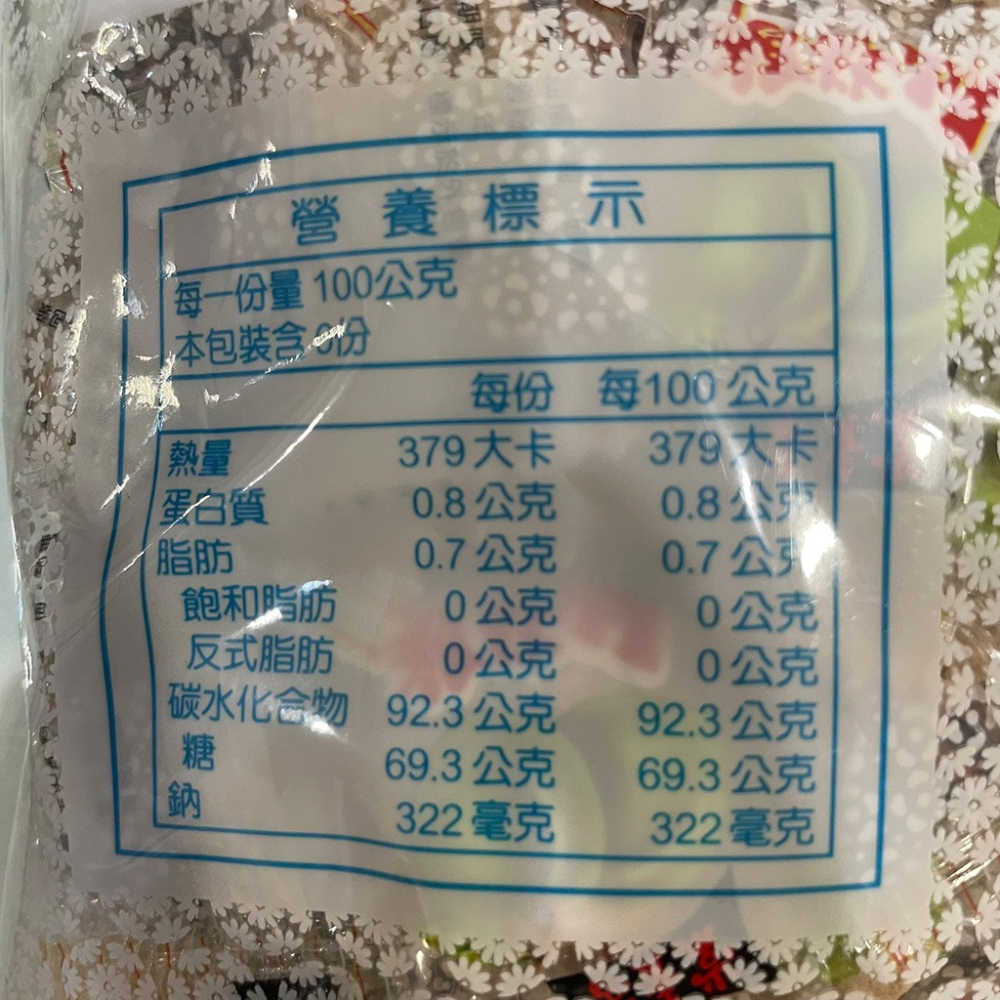 營養標示
每一份量 100公克
本包裝含 份
每份 每100公克
熱量 379大卡 379大卡
蛋白質 0.8公克 0.8公克
脂肪 0.7公克 0.7公克
飽和脂肪 0公克 0公克
反式脂肪 0公克 0公克
碳水化合物 92.3公克 92.3公克
糖 69.3公克 69.3公克
鈉 322毫克 322毫克